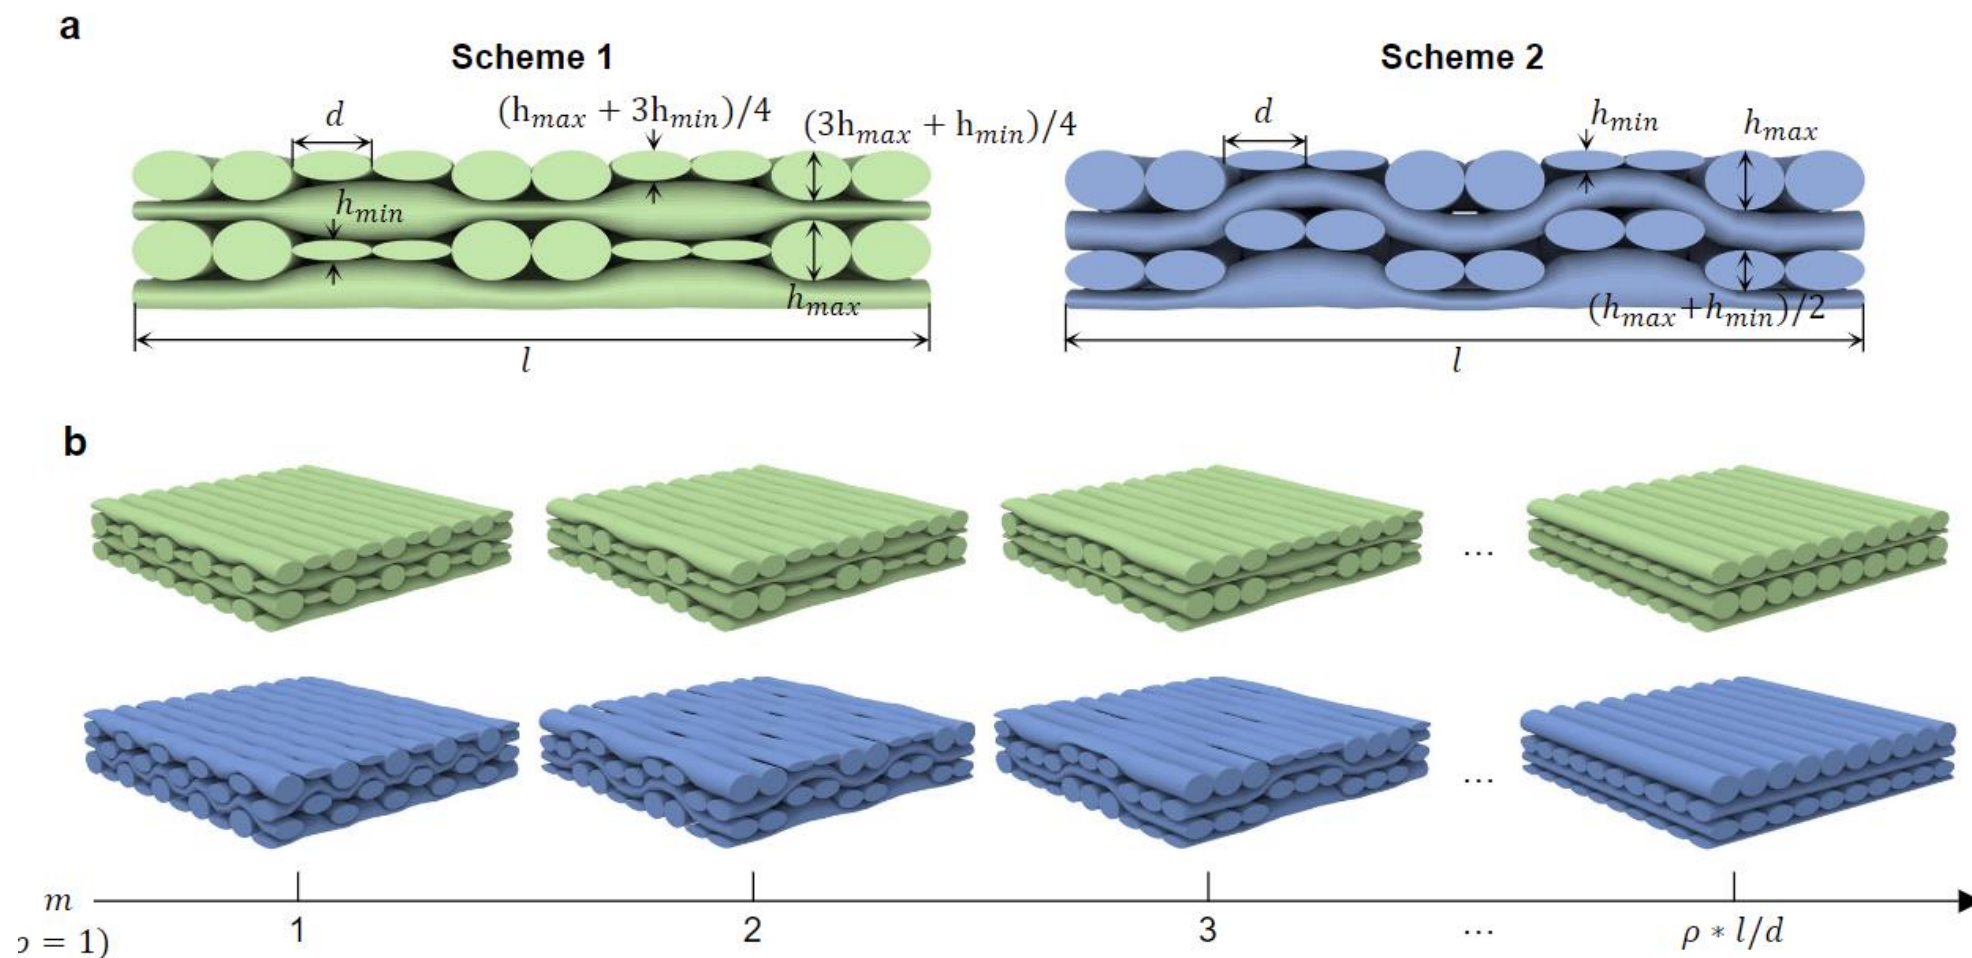 a
Scheme 1
Scheme 2
d
(h_max + 3h_min)/4
(3h_max + h_min)/4
h_min
h_max
l
d
h_min
h_max
(h_max+h_min)/2
l
b
...
...
m
= 1)
1
2
3
...
ρ * l/d